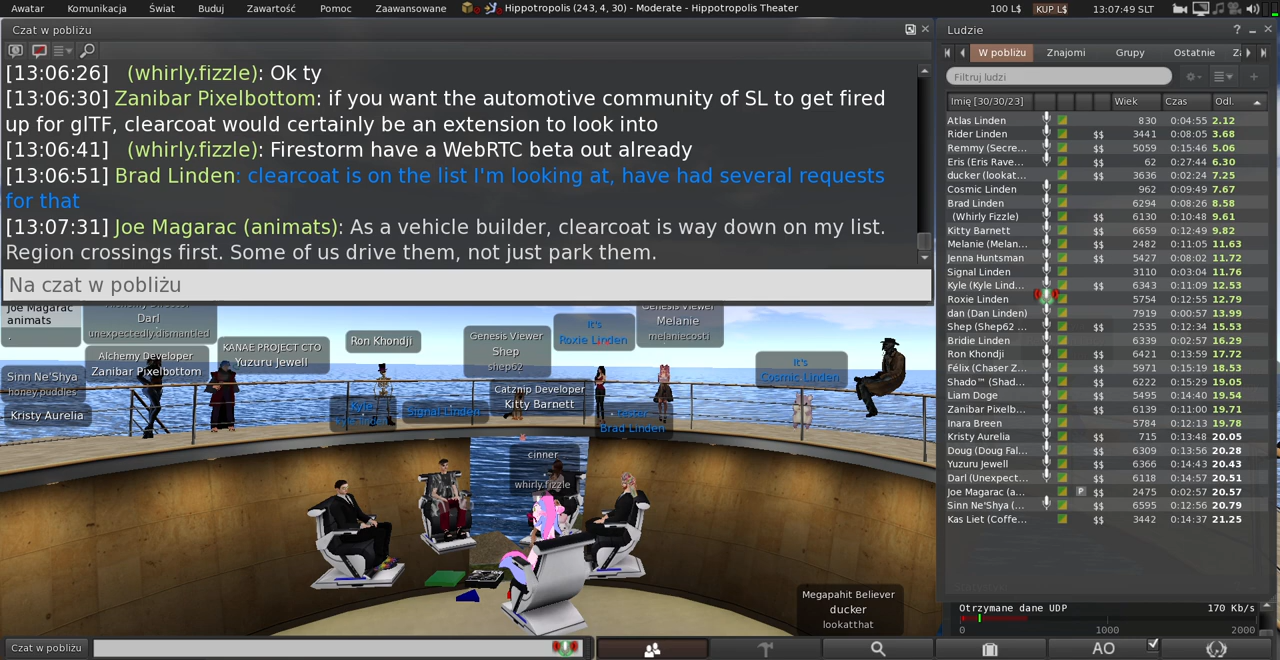 Awatar Komunikacja Świat Buduj Zawartość Pomoc Zaawansowane Hippotropolis (243, 4, 30) - Moderate - Hippotropolis Theater 100 L$ KUP L$ 13:07:49 SLT
Czat w pobliżu
[13:06:26] (whirly.fizzle): Ok ty
[13:06:30] Zanibar Pixelbottom: if you want the automotive community of SL to get fired
up for glTF, clearcoat would certainly be an extension to look into
[13:06:41] (whirly.fizzle): Firestorm have a WebRTC beta out already
[13:06:51] Brad Linden: clearcoat is on the list I'm looking at, have had several requests
for that
[13:07:31] Joe Magarac (animats): As a vehicle builder, clearcoat is way down on my list.
Region crossings first. Some of us drive them, not just park them.
Na czat w pobliżu
Joe Magarac
animats
Darl
unexpectedly.dismantled
Alchemy Developer
Zanibar Pixelbottom
KANAE PROJECT CTO
Yuzuru Jewell
Ron Khondji
Genesis Viewer
Shep
shep62
It's
Roxie Linden
Genesis Viewer
Melanie
melaniecosti
It's
Cosmic Linden
Sinn Ne'Shya
honey.puddles
Kristy Aurelia
Kyle
kyle.linden
Signal Linden
Catznip Developer
Kitty Barnett
Brad Linden
cinner
whirly.fizzle
Megapahit Believer
ducker
lookatthat
Czat w pobliżu
AO
Ludzie
W pobliżu Znajomi Grupy Ostatnie
Filtruj ludzi
Imię [30/30/23] Wiek Czas Odl.
Atlas Linden 830 0:04:55 2.12
Rider Linden $$ 3441 0:08:05 3.68
Remmy (Secre... $$ 5059 0:15:46 5.06
Eris (Eris Rave... 62 0:27:44 6.30
ducker (lookat... $$ 3636 0:02:24 7.25
Cosmic Linden 962 0:09:49 7.67
Brad Linden 6294 0:08:26 8.58
(Whirly Fizzle) $$ 6130 0:10:48 9.61
Kitty Barnett $$ 6659 0:12:49 9.82
Melanie (Melan... $$ 2482 0:11:05 11.63
Jenna Huntsman $$ 5427 0:08:02 11.72
Signal Linden 3110 0:03:04 11.76
Kyle (Kyle Lind... $$ 6343 0:11:09 12.53
Roxie Linden 5754 0:12:55 12.79
dan (Dan Linden) 7919 0:00:57 13.99
Shep (Shep62 ... $$ 2535 0:12:34 15.53
Bridie Linden 6339 0:02:57 16.29
Ron Khondji $$ 6421 0:13:59 17.72
Félix (Chaser Z... 5971 0:15:19 18.53
Shado™ (Shad... $$ 6222 0:15:29 19.05
Liam Doge $$ 5495 0:14:40 19.54
Zanibar Pixelb... $$ 6139 0:11:00 19.71
Inara Breen 5784 0:12:13 19.78
Kristy Aurelia $$ 715 0:13:48 20.05
Doug (Doug Fal... $$ 6309 0:13:56 20.28
Yuzuru Jewell $$ 6366 0:14:43 20.43
Darl (Unexpect... $$ 6118 0:14:57 20.51
Joe Magarac (a... P $$ 2475 0:02:57 20.57
Sinn Ne'Shya (... $$ 6595 0:12:56 20.79
Kas Liet (Coffe... $$ 3442 0:14:37 21.25
Otrzymane dane UDP 170 Kb/s
0 1000 2000